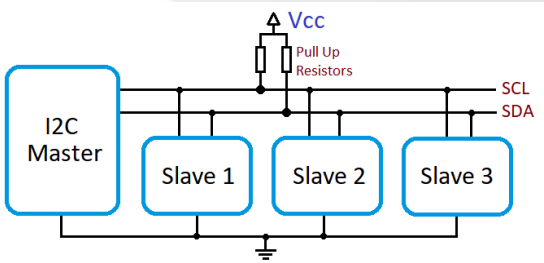 Vcc
Pull Up
Resistors
SCL
SDA
I2C
Master
Slave 1
Slave 2
Slave 3